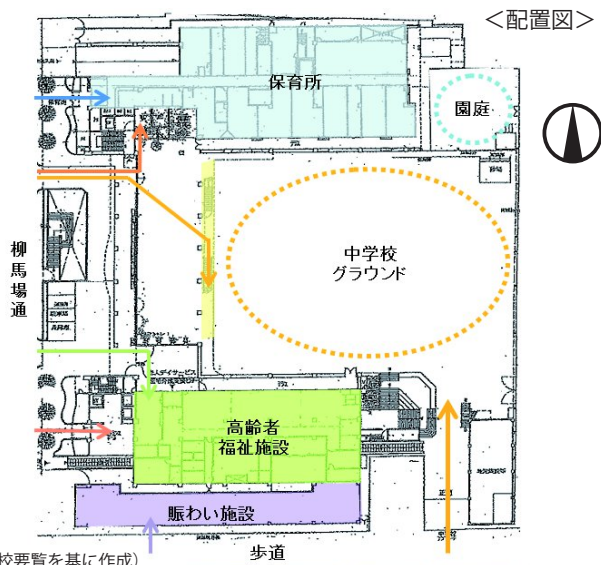 ＜配置図＞
保育所
園庭
中学校
グラウンド
柳馬場通
高齢者
福祉施設
賑わい施設
歩道
校要覧を基に作成）